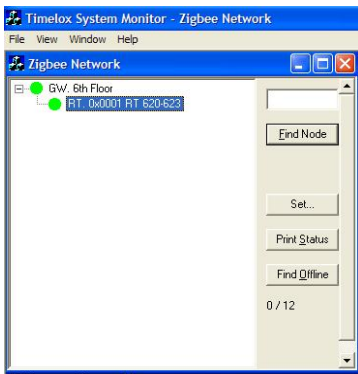 Timelox System Monitor - Zigbee Network
File View Window Help
Zigbee Network
GW. 6th Floor
RT. 0x0001 RT 620-623
Find Node
Set...
Print Status
Find Offline
0 / 12